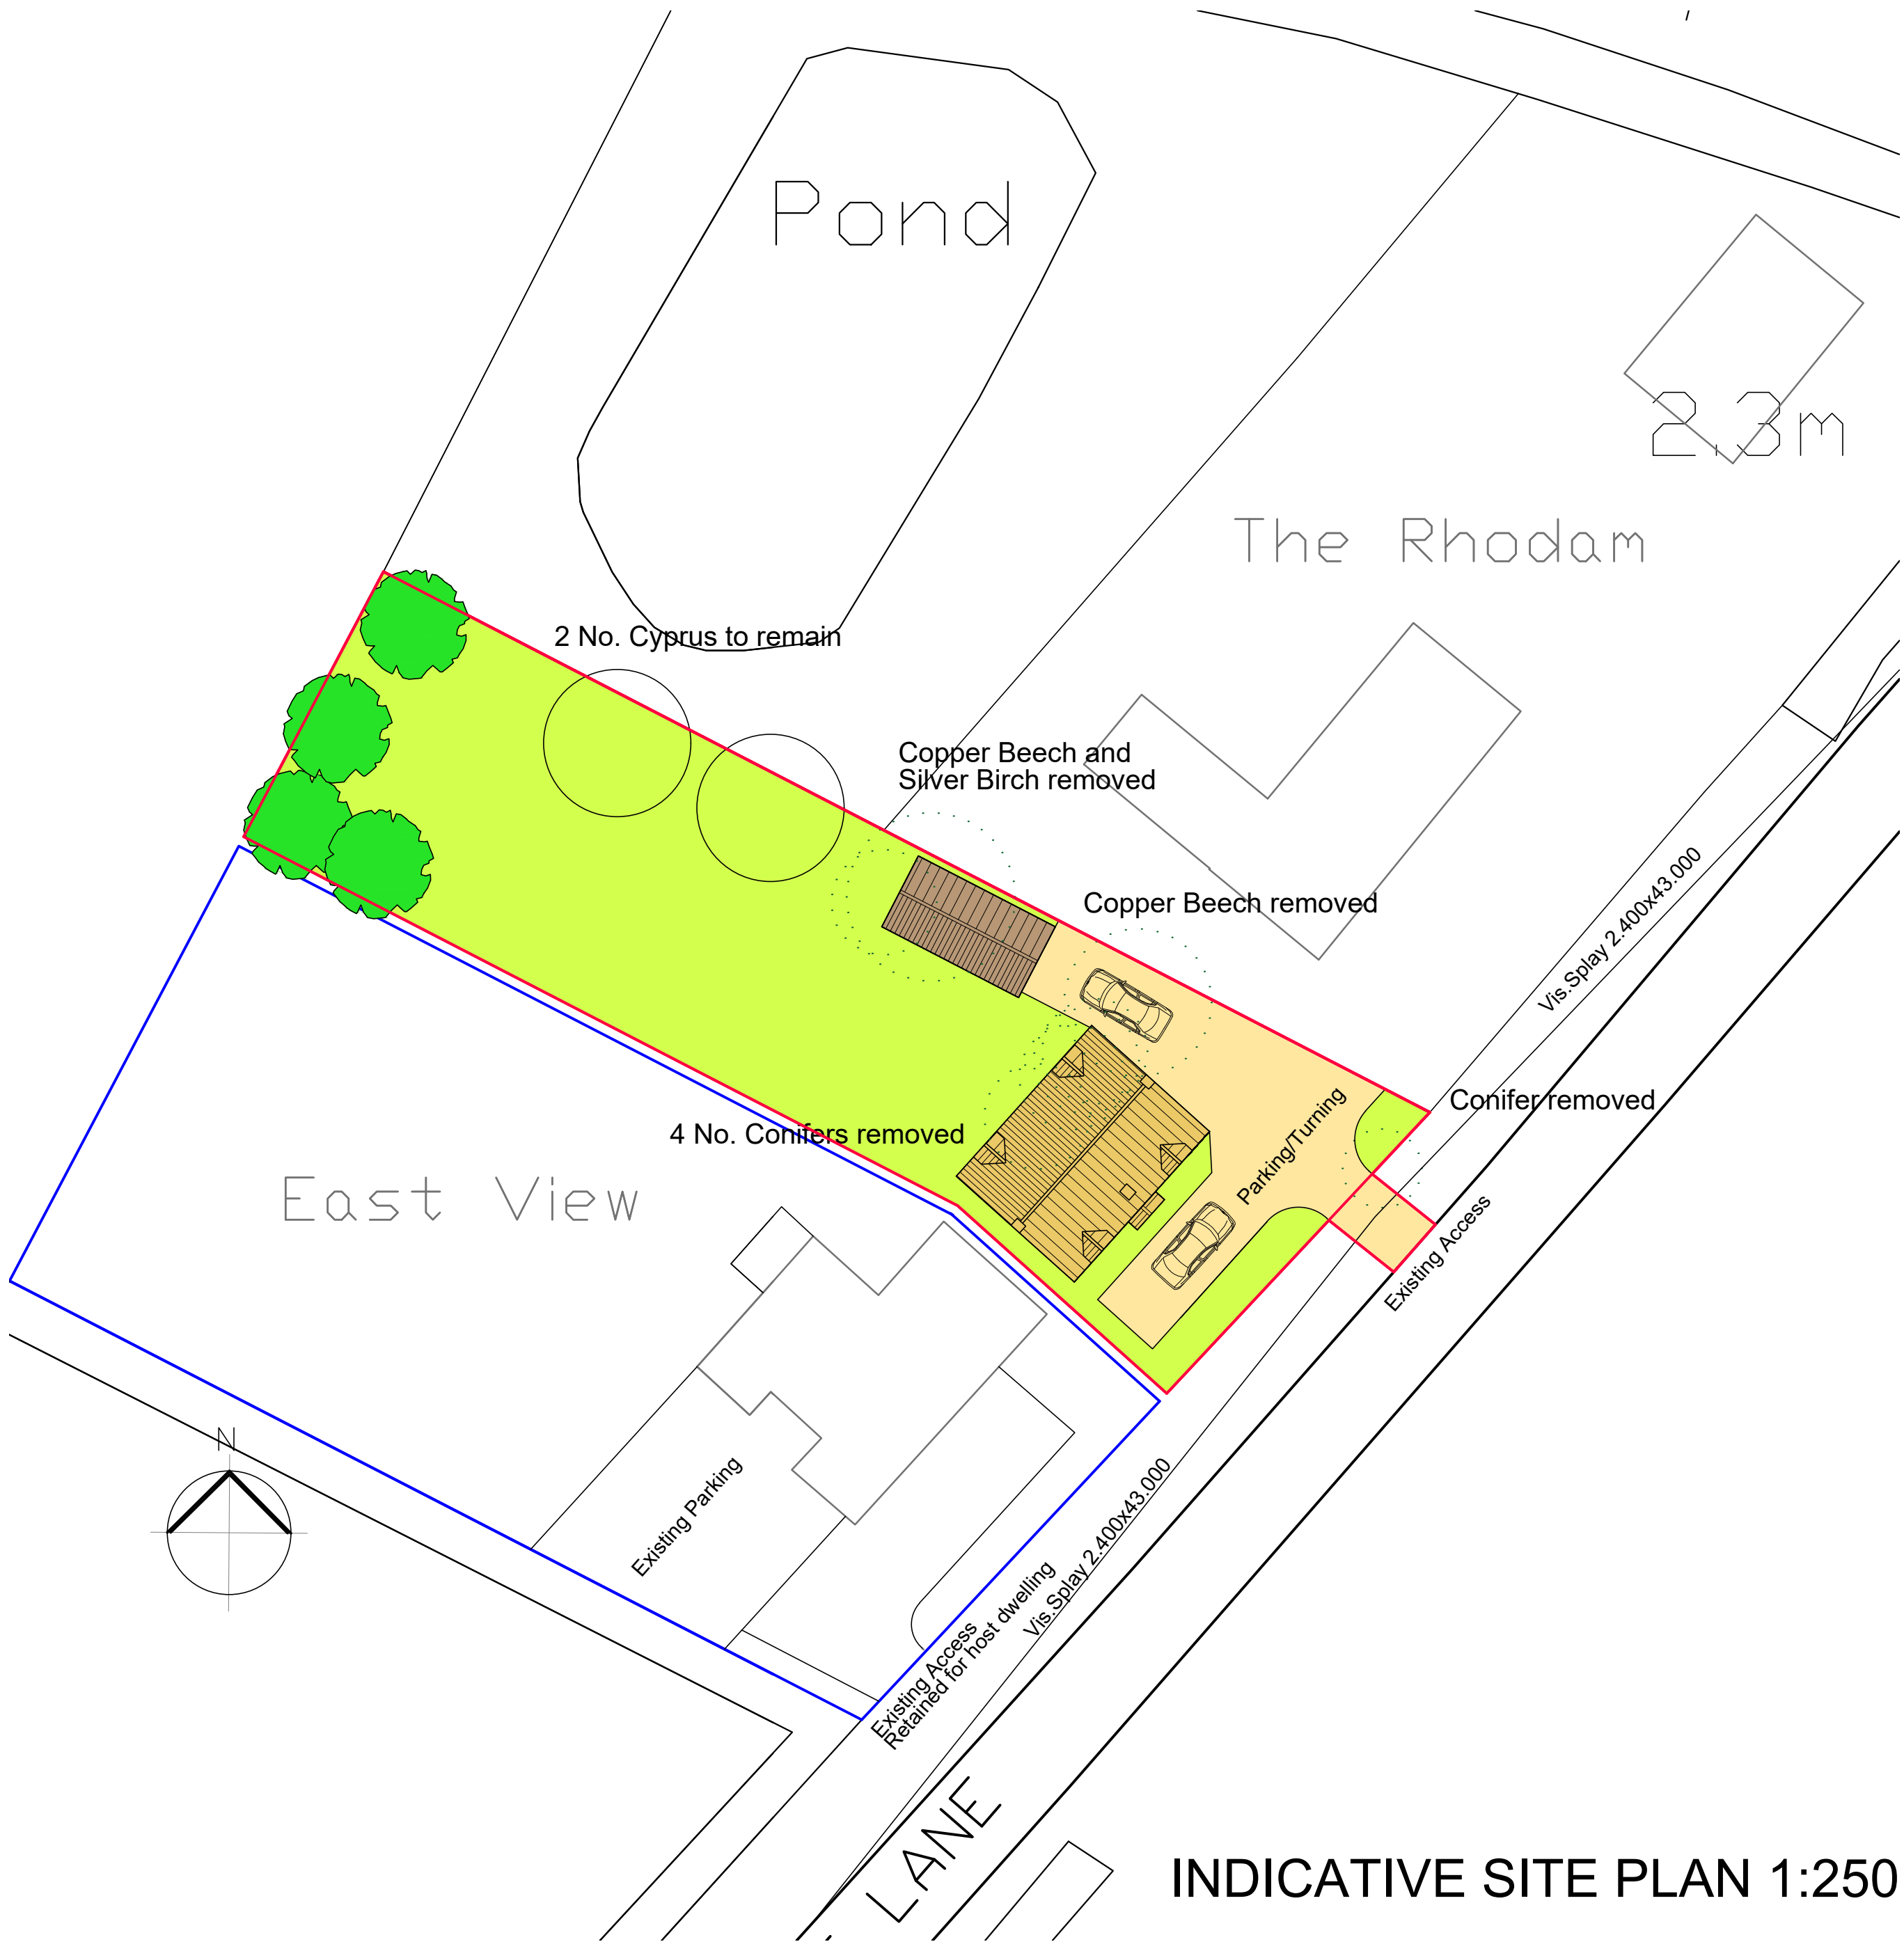 Pond
2.3m
The Rhodam
2 No. Cyprus to remain
Copper Beech and
Silver Birch removed
Copper Beech removed
Vis.Splay 2.400x43.000
Conifer removed
4 No. Conifers removed
Parking/Turning
East View
Existing Access
N
Existing Parking
Vis.Splay 2.400x43.000
Existing Access
Retained for host dwelling
LANE
INDICATIVE SITE PLAN 1:250